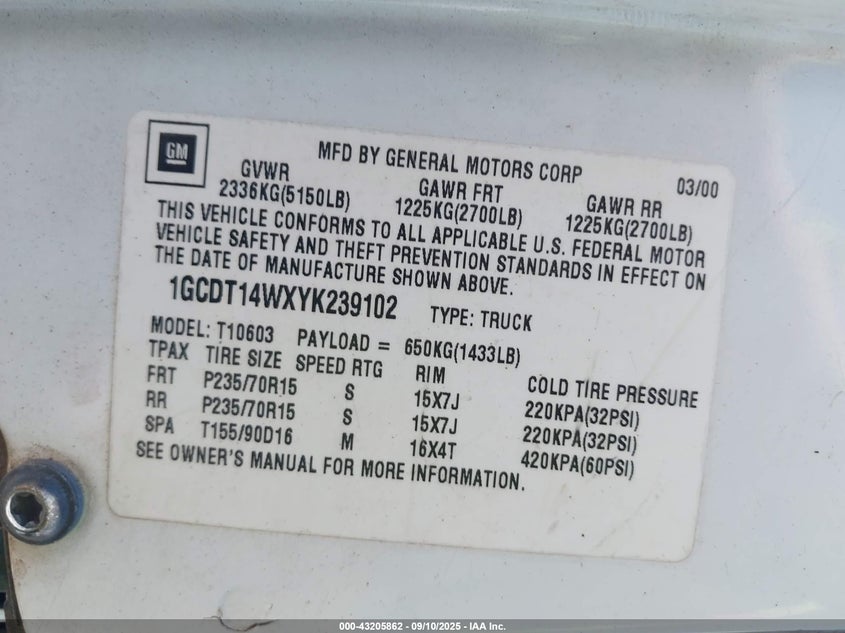 GM
MFD BY GENERAL MOTORS CORP
03/00
GVWR GAWR FRT GAWR RR
2336KG(5150LB) 1225KG(2700LB) 1225KG(2700LB)
THIS VEHICLE CONFORMS TO ALL APPLICABLE U.S. FEDERAL MOTOR
VEHICLE SAFETY AND THEFT PREVENTION STANDARDS IN EFFECT ON
THE DATE OF MANUFACTURE SHOWN ABOVE.
1GCDT14WXYK239102 TYPE: TRUCK
MODEL: T10603 PAYLOAD = 650KG(1433LB)
TPAX TIRE SIZE SPEED RTG RIM COLD TIRE PRESSURE
FRT P235/70R15 S 15X7J 220KPA(32PSI)
RR P235/70R15 S 15X7J 220KPA(32PSI)
SPA T155/90D16 M 16X4T 420KPA(60PSI)
SEE OWNER'S MANUAL FOR MORE INFORMATION.
000-43205862 - 09/10/2025 - IAA Inc.